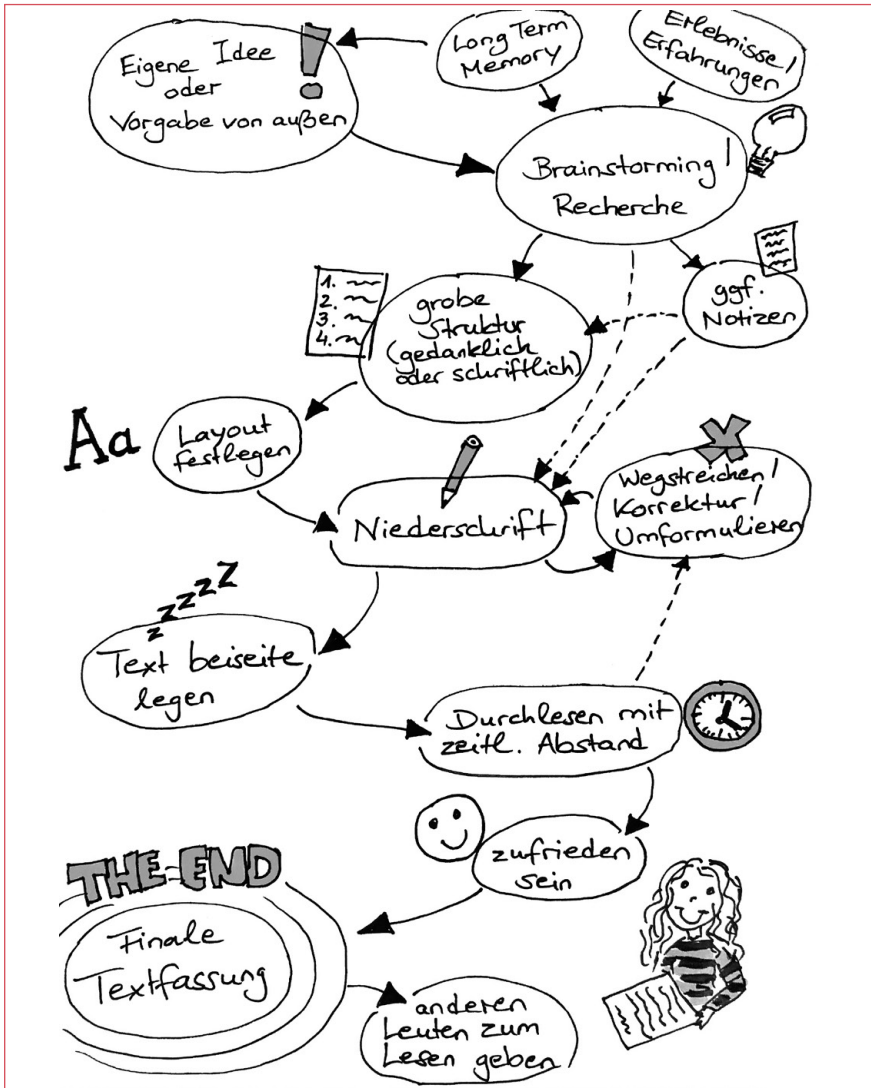 Eigene Idee
oder
Vorgabe von außen
!
Long Term
Memory
Erlebnisse/
Erfahrungen
Brainstorming/
Recherche
1.
2.
3.
4.
grobe
Struktur
(gedanklich
oder schriftlich)
ggf.
Notizen
Aa
Layout
festlegen
Niederschrift
X
Wegstreichen/
Korrektur/
Umformulieren
z z z z z
Text beiseite
legen
Durchlesen mit
zeitl. Abstand
zufrieden
sein
THE END
Finale
Textfassung
anderen
Leuten zum
Lesen geben